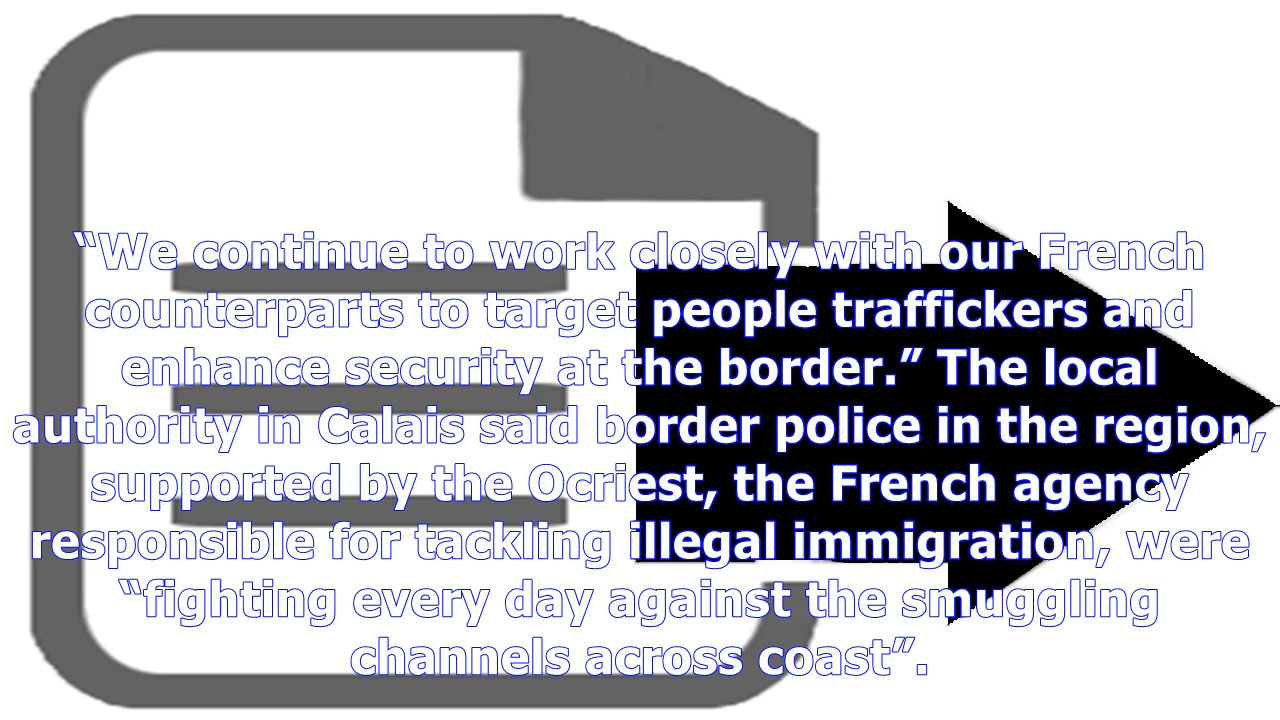 “We continue to work closely with our French
counterparts to target people traffickers and
enhance security at the border.” The local
authority in Calais said border police in the region,
supported by the Ocriest, the French agency
responsible for tackling illegal immigration, were
“fighting every day against the smuggling
channels across coast”.